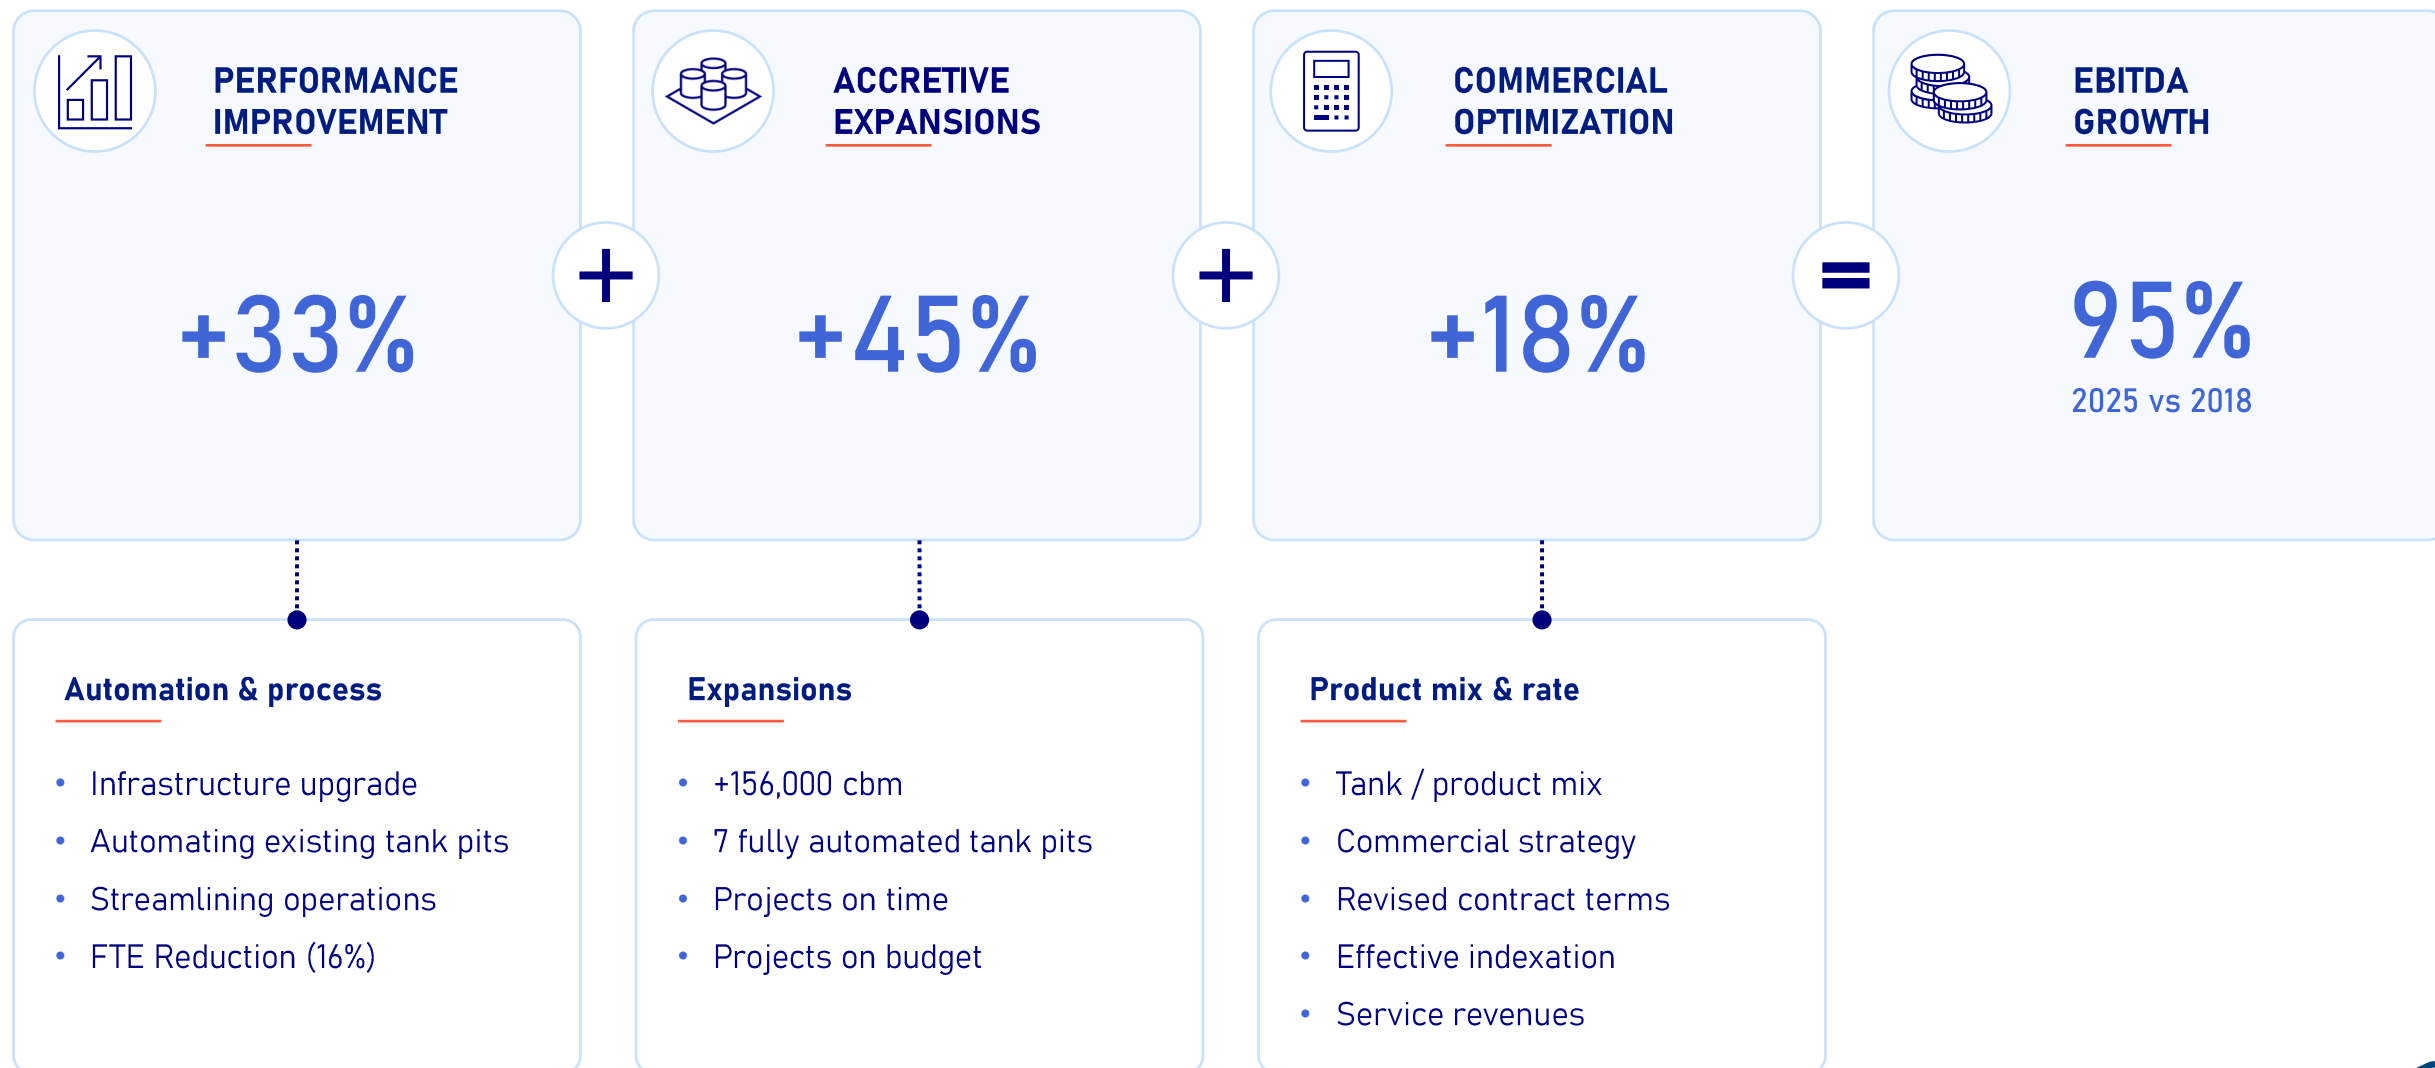 PERFORMANCE
IMPROVEMENT
+33%
+
ACCRETIVE
EXPANSIONS
+45%
+
COMMERCIAL
OPTIMIZATION
+18%
=
EBITDA
GROWTH
95%
2025 vs 2018
Automation & process
• Infrastructure upgrade
• Automating existing tank pits
• Streamlining operations
• FTE Reduction (16%)
Expansions
• +156,000 cbm
• 7 fully automated tank pits
• Projects on time
• Projects on budget
Product mix & rate
• Tank / product mix
• Commercial strategy
• Revised contract terms
• Effective indexation
• Service revenues